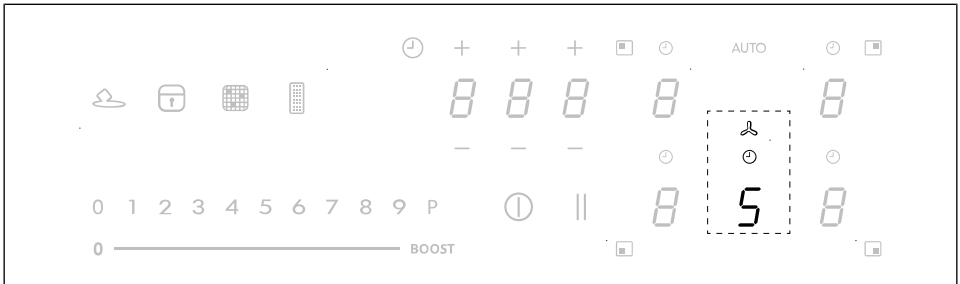 + + + AUTO
8 8 8 8 8
− − −
0 1 2 3 4 5 6 7 8 9 P 8 5 8
0 BOOST